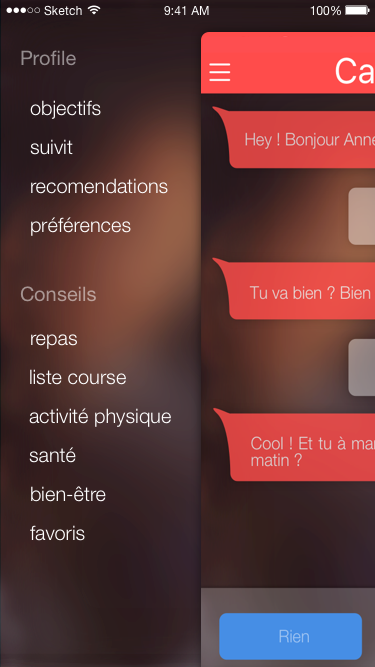 Sketch 9:41 AM 100%
Profile
objectifs
suivit
recomendations
préférences
Conseils
repas
liste course
activité physique
santé
bien-être
favoris
Ca
Hey ! Bonjour Anne
Tu va bien ? Bien
Cool ! Et tu à ma
matin ?
Rien